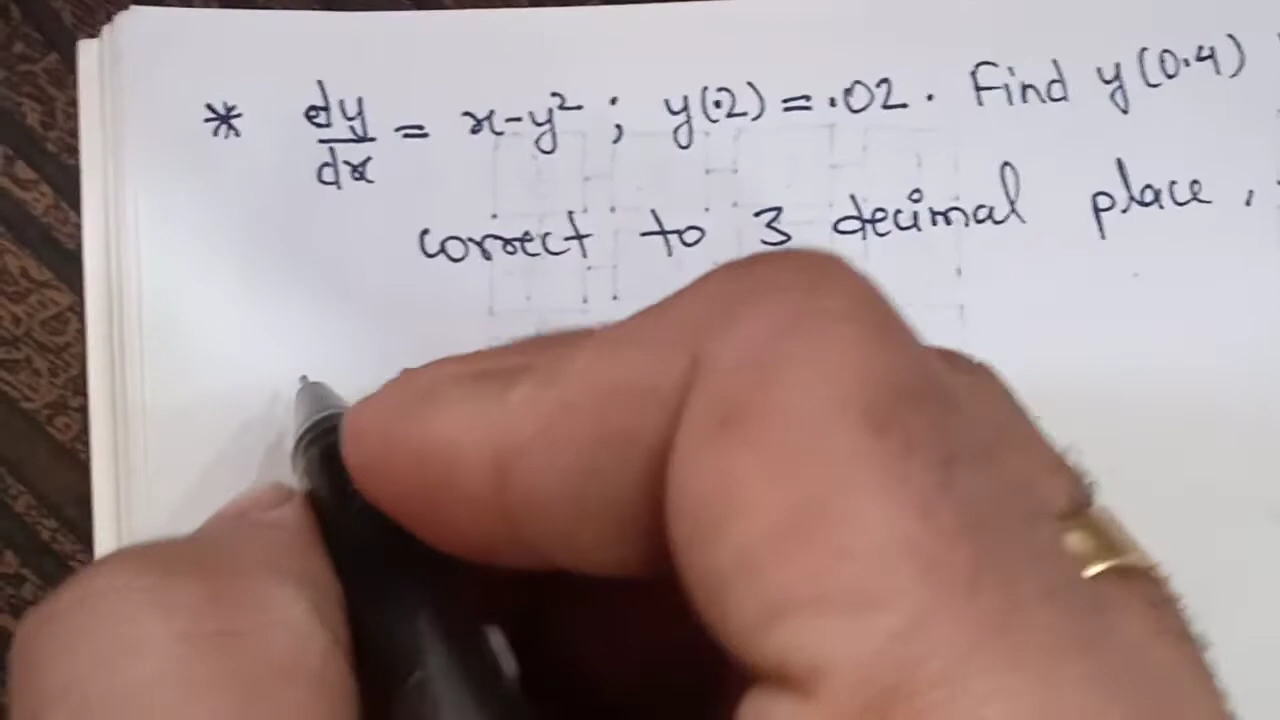 * dy/dx = x-y²; y(.2) = .02. Find y(0.4)
correct to 3 decimal place,